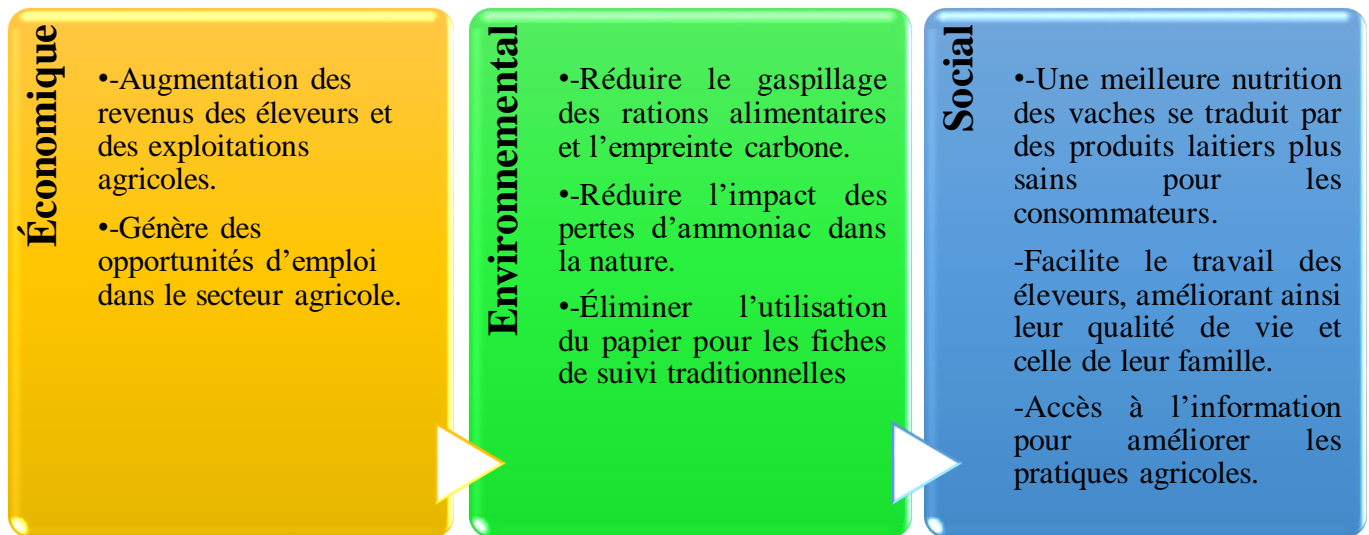 Économique
•-Augmentation des
revenus des éleveurs et
des exploitations
agricoles.
•-Génère des
opportunités d’emploi
dans le secteur agricole.
Environnemental
•-Réduire le gaspillage
des rations alimentaires
et l’empreinte carbone.
•-Réduire l’impact des
pertes d’ammoniac dans
la nature.
•-Éliminer l’utilisation
du papier pour les fiches
de suivi traditionnelles
Social
•-Une meilleure nutrition
des vaches se traduit par
des produits laitiers plus
sains pour les
consommateurs.
-Facilite le travail des
éleveurs, améliorant ainsi
leur qualité de vie et
celle de leur famille.
-Accès à l’information
pour améliorer les
pratiques agricoles.